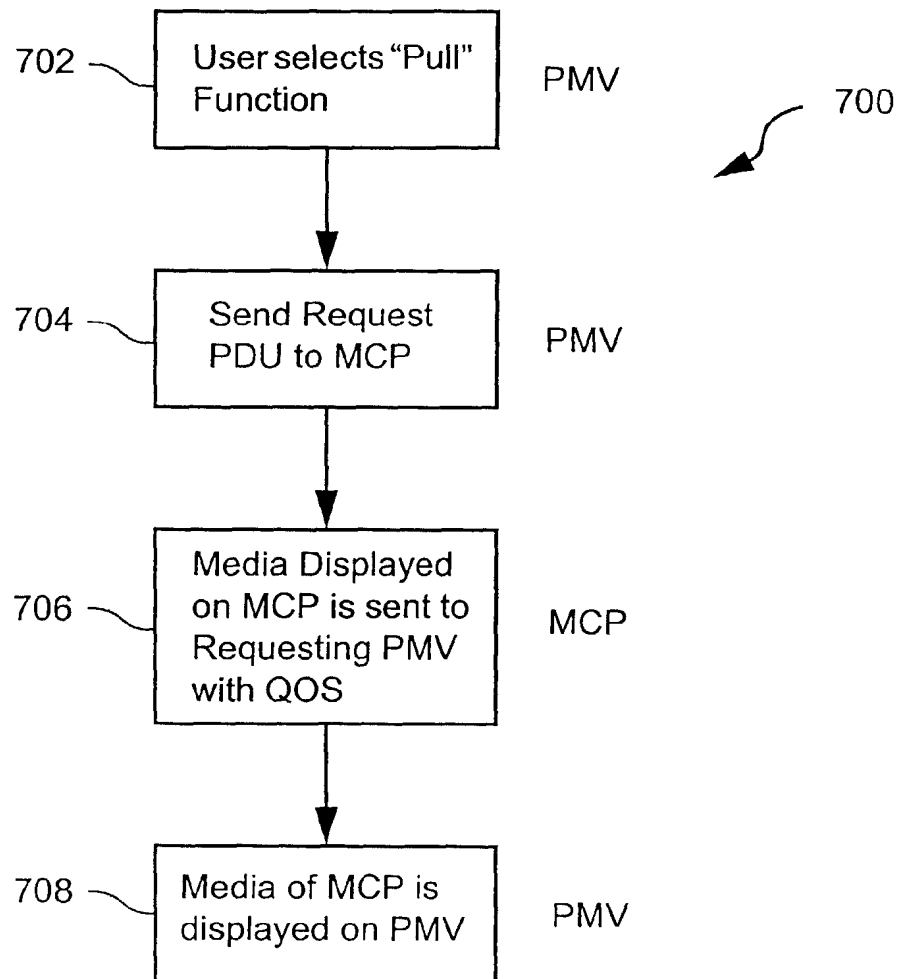 702
User selects “Pull”
Function
PMV
700
704
Send Request
PDU to MCP
PMV
706
Media Displayed
on MCP is sent to
Requesting PMV
with QOS
MCP
708
Media of MCP is
displayed on PMV
PMV